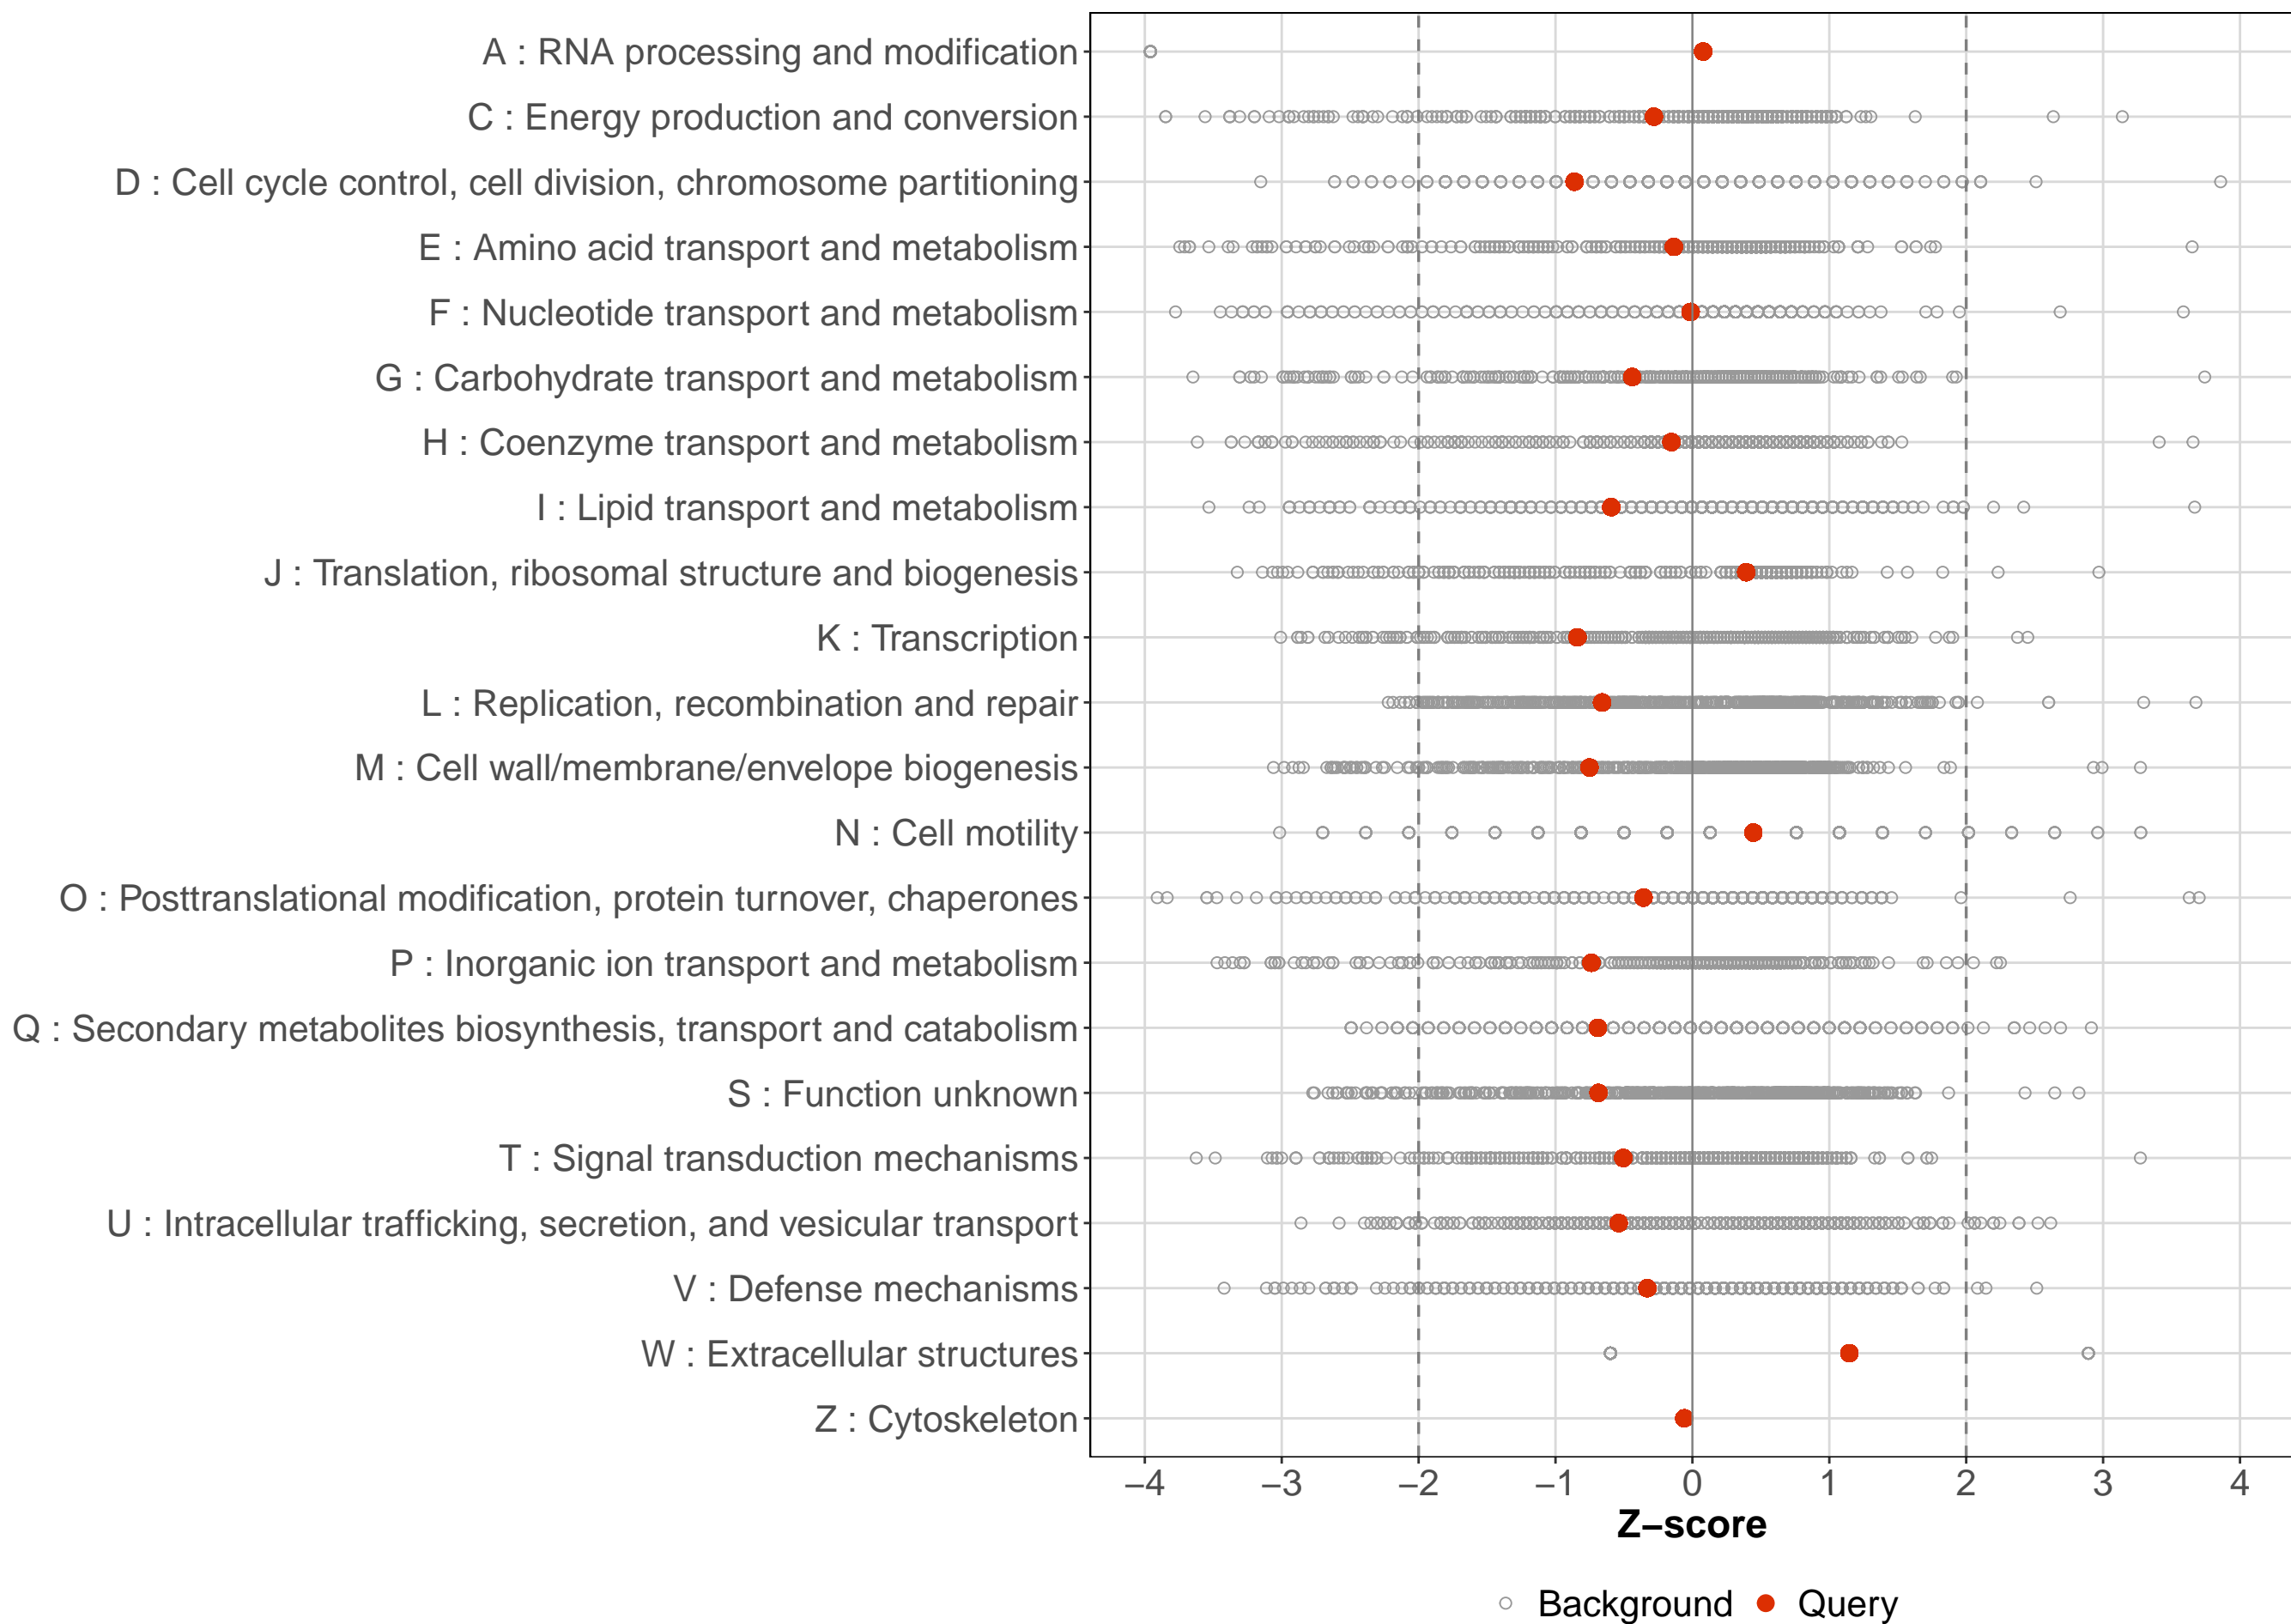 A : RNA processing and modification
C : Energy production and conversion
D : Cell cycle control, cell division, chromosome partitioning
E : Amino acid transport and metabolism
F : Nucleotide transport and metabolism
G : Carbohydrate transport and metabolism
H : Coenzyme transport and metabolism
I : Lipid transport and metabolism
J : Translation, ribosomal structure and biogenesis
K : Transcription
L : Replication, recombination and repair
M : Cell wall/membrane/envelope biogenesis
N : Cell motility
O : Posttranslational modification, protein turnover, chaperones
P : Inorganic ion transport and metabolism
Q : Secondary metabolites biosynthesis, transport and catabolism
S : Function unknown
T : Signal transduction mechanisms
U : Intracellular trafficking, secretion, and vesicular transport
V : Defense mechanisms
W : Extracellular structures
Z : Cytoskeleton
−4 −3 −2 −1 0 1 2 3 4
Z−score
Background Query